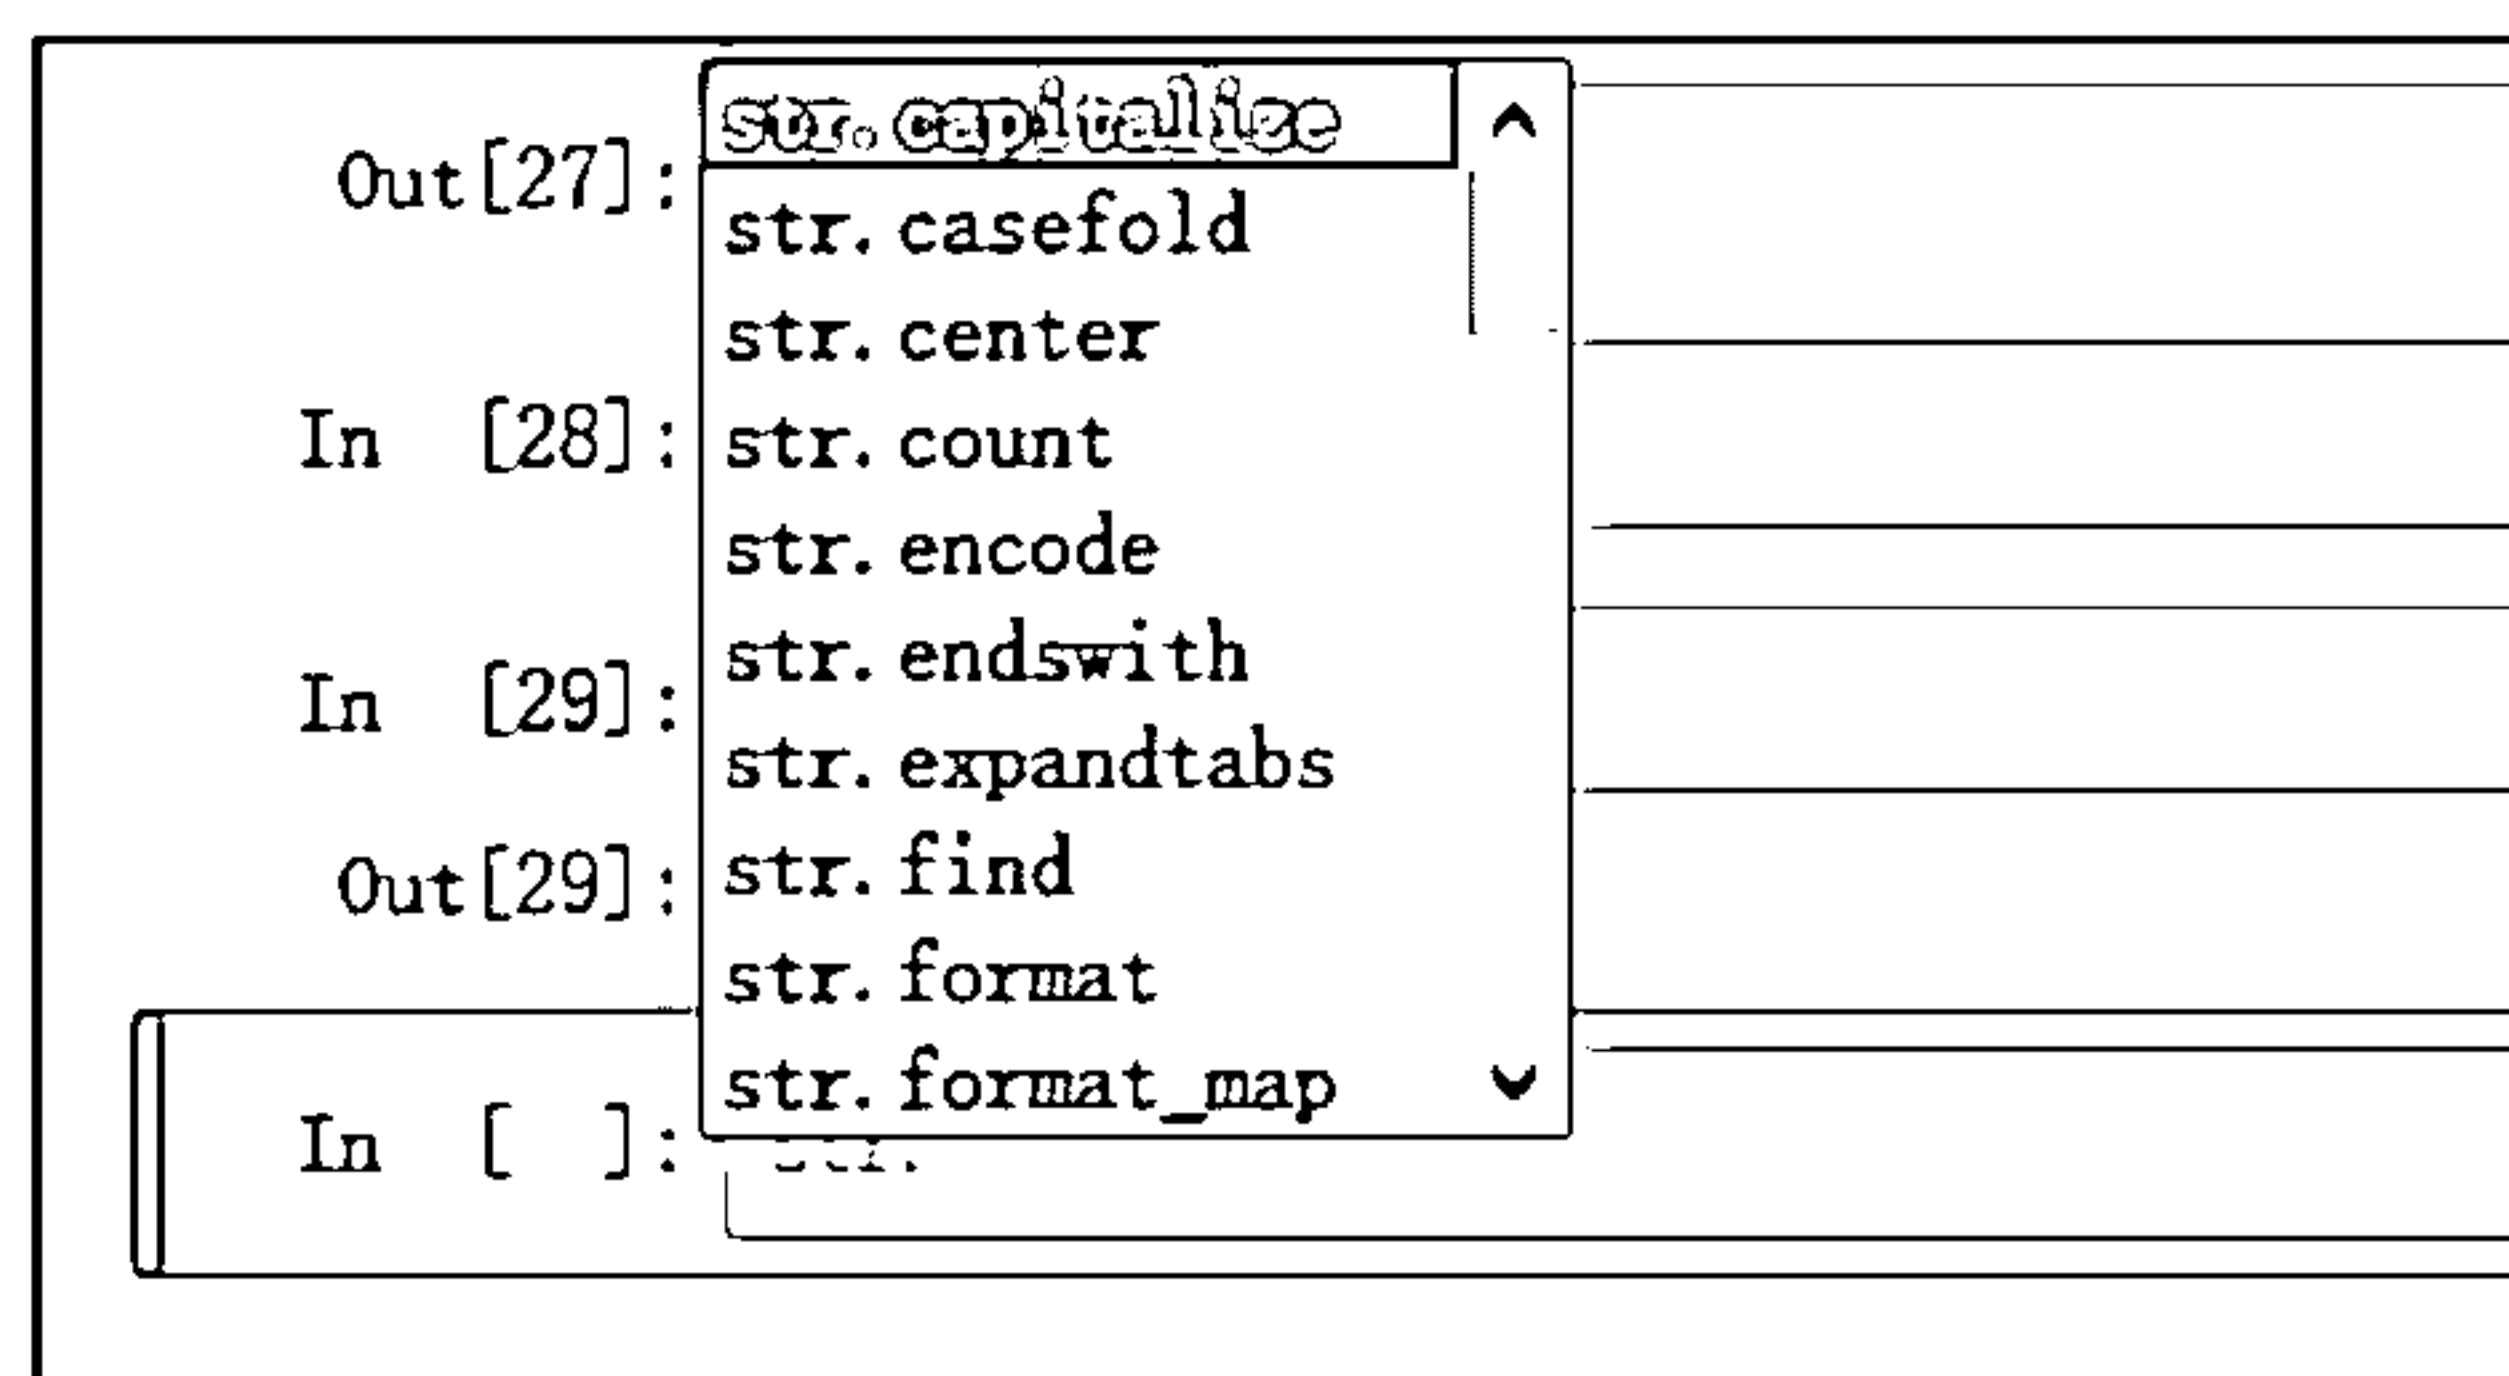 Out[27]:
str.capitalize
str.casefold
str.center
In [28]:
str.count
str.encode
str.endswith
In [29]:
str.expandtabs
Out[29]:
str.find
str.format
str.format_map
In [ ]: str.